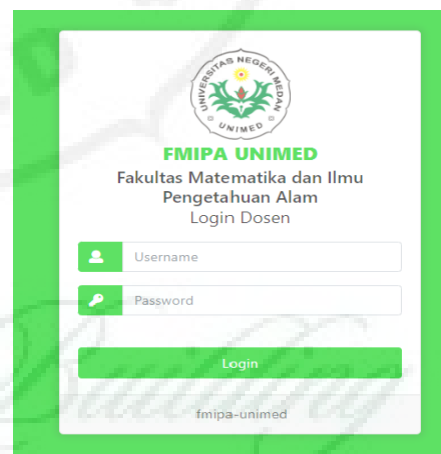 UNIVERSITAS NEGERI MEDAN
UNIMED
FMIPA UNIMED
Fakultas Matematika dan Ilmu
Pengetahuan Alam
Login Dosen
Username
Password
Login
fmipa-unimed